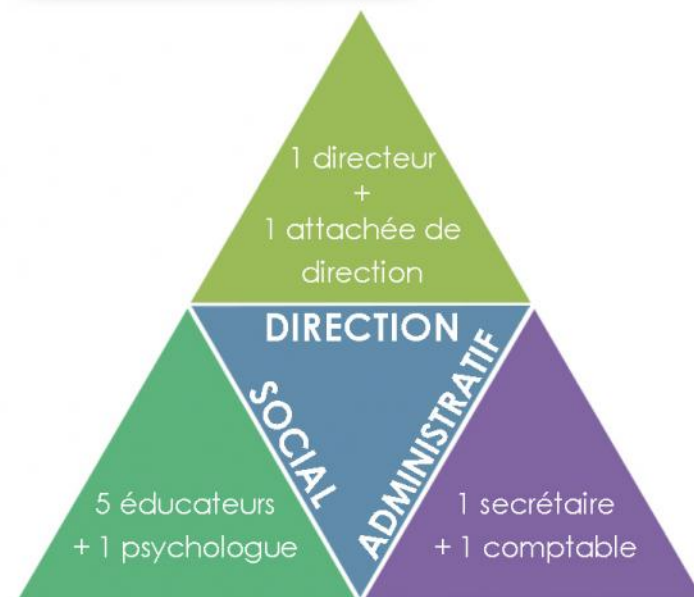 1 directeur
+
1 attachée de
direction
DIRECTION
SOCIAL
ADMINISTRATIF
5 éducateurs
+ 1 psychologue
1 secrétaire
+ 1 comptable